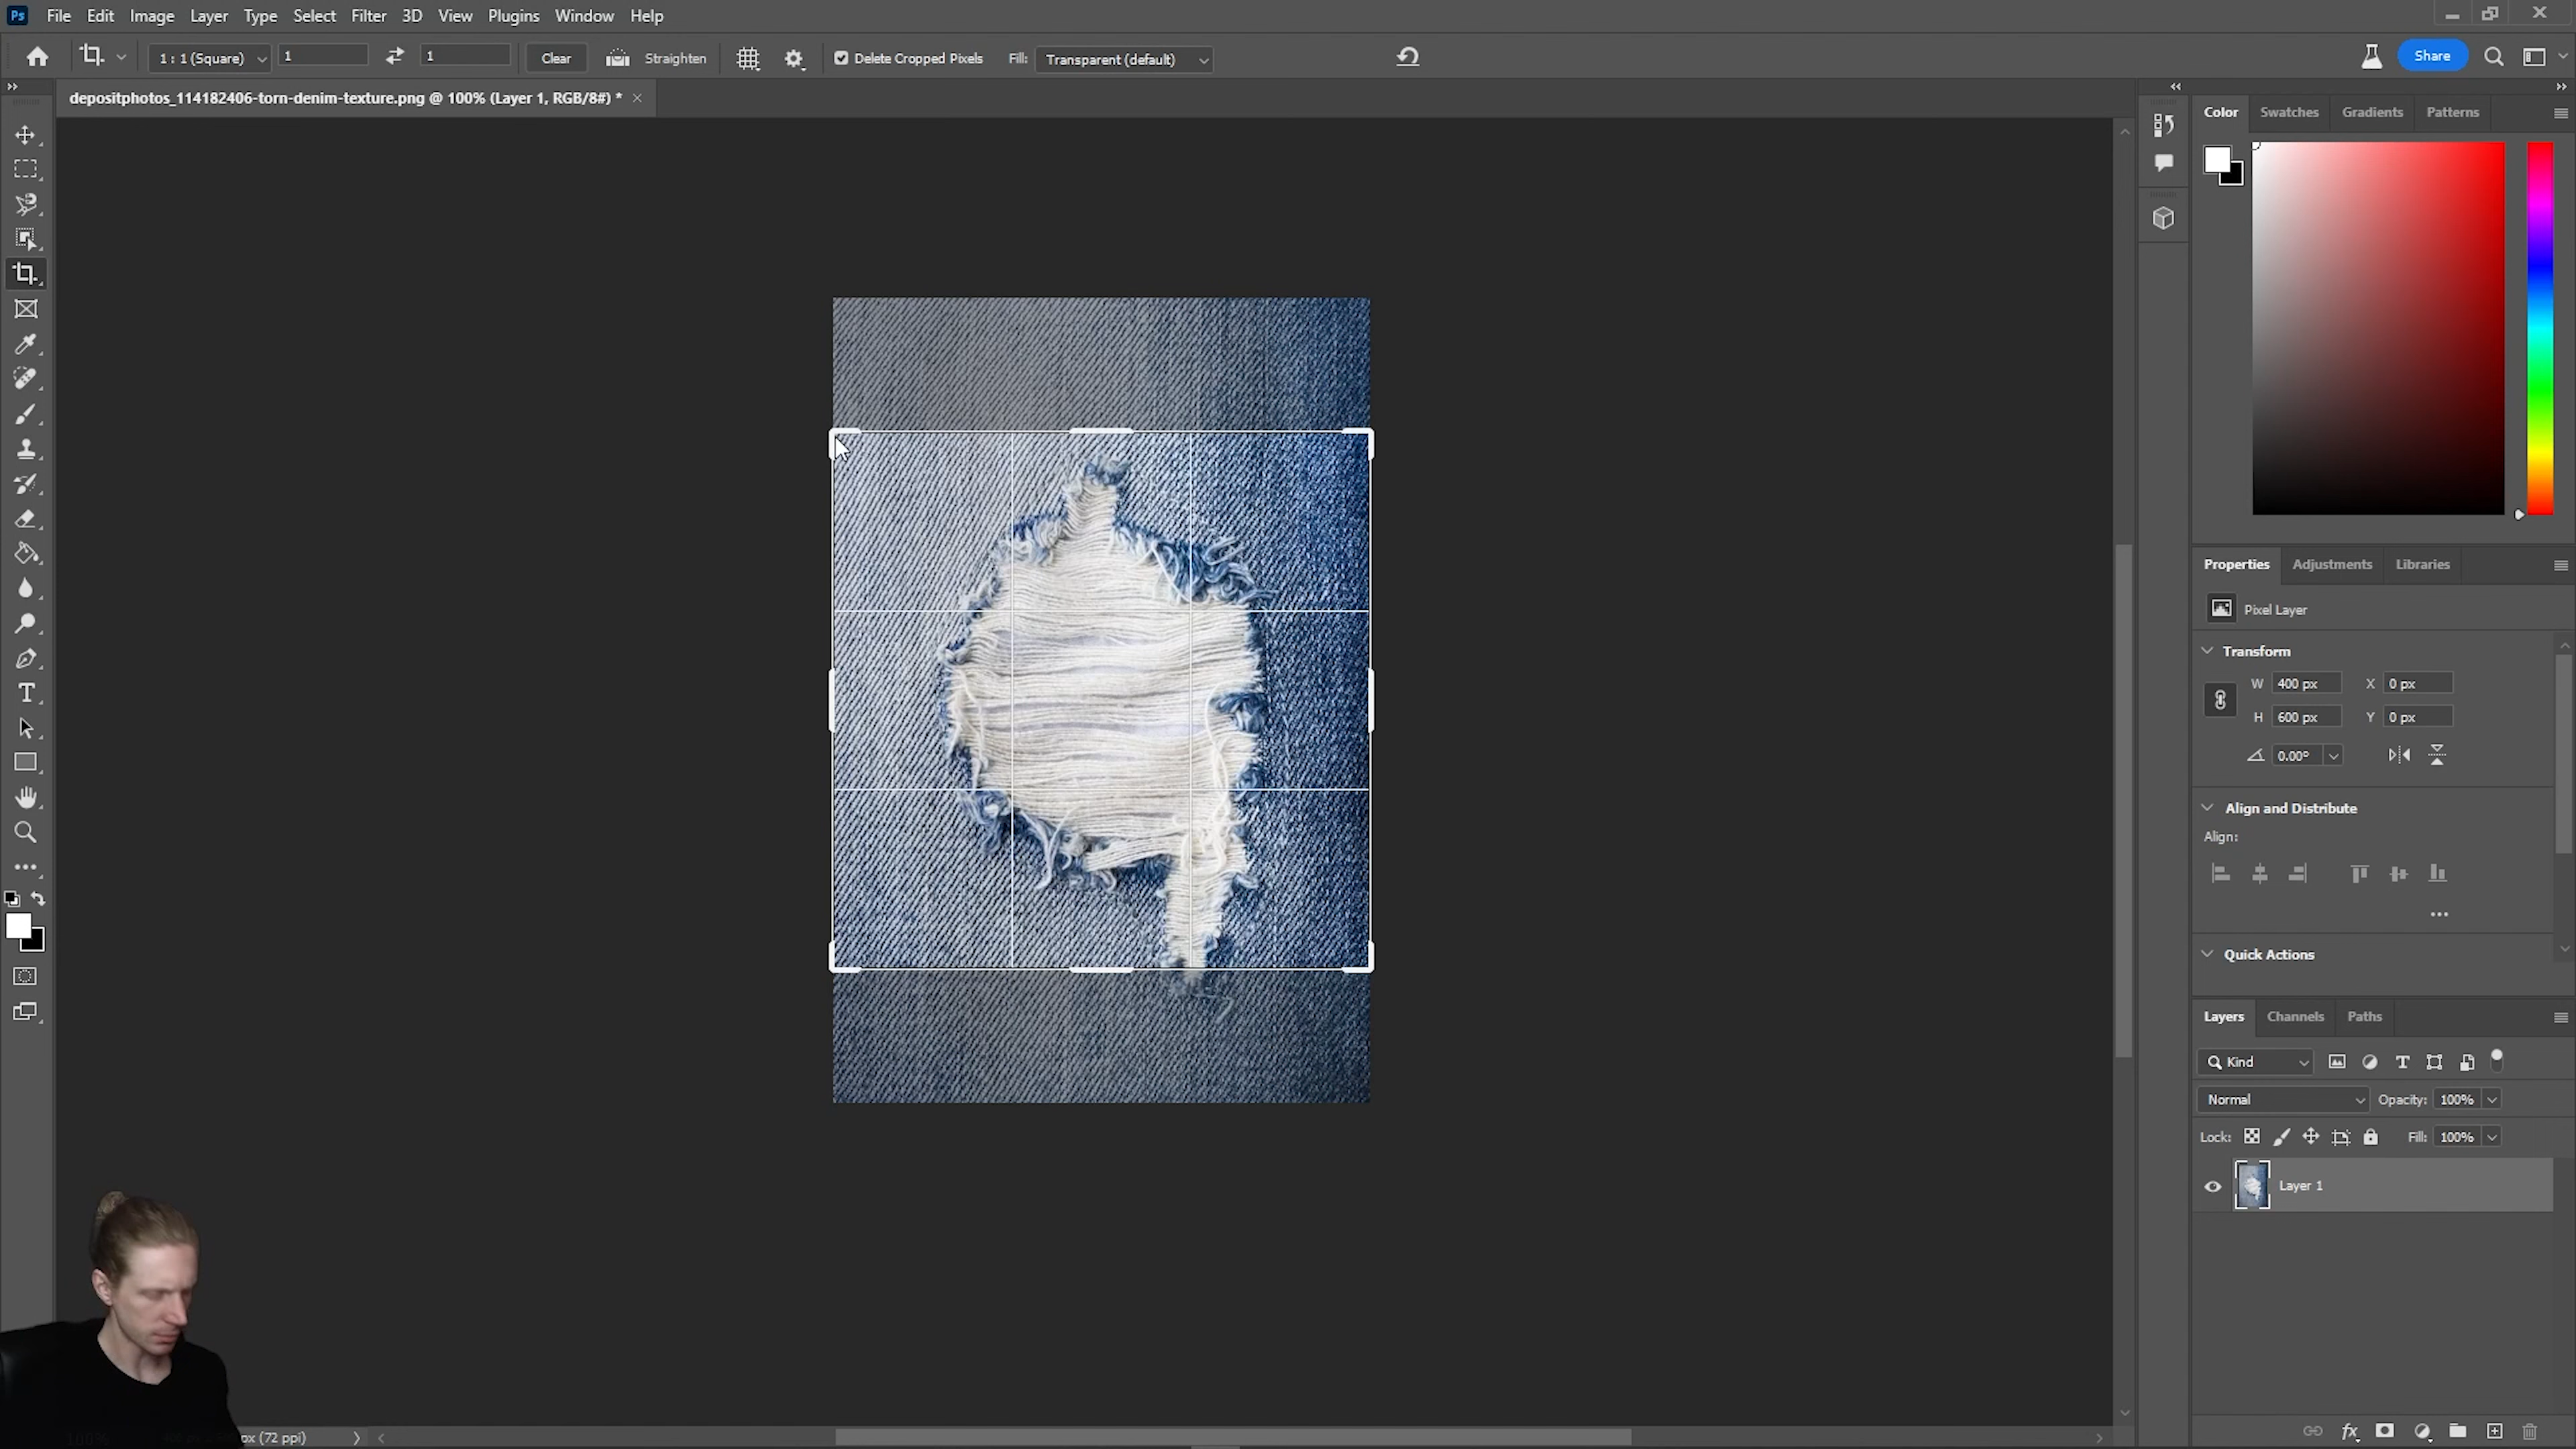 Ps File Edit Image Layer Type Select Filter 3D View Plugins Window Help
1 : 1 (Square) 1 1 Clear Straighten Delete Cropped Pixels Fill: Transparent (default) Share
depositphotos_114182406-torn-denim-texture.png @ 100% (Layer 1, RGB/8#) * ×
Color Swatches Gradients Patterns
Properties Adjustments Libraries
Pixel Layer
Transform
W 400 px X 0 px
H 600 px Y 0 px
0.00°
Align and Distribute
Align:
Quick Actions
Layers Channels Paths
Kind
Normal Opacity: 100%
Lock: Fill: 100%
Layer 1
px (72 ppi)